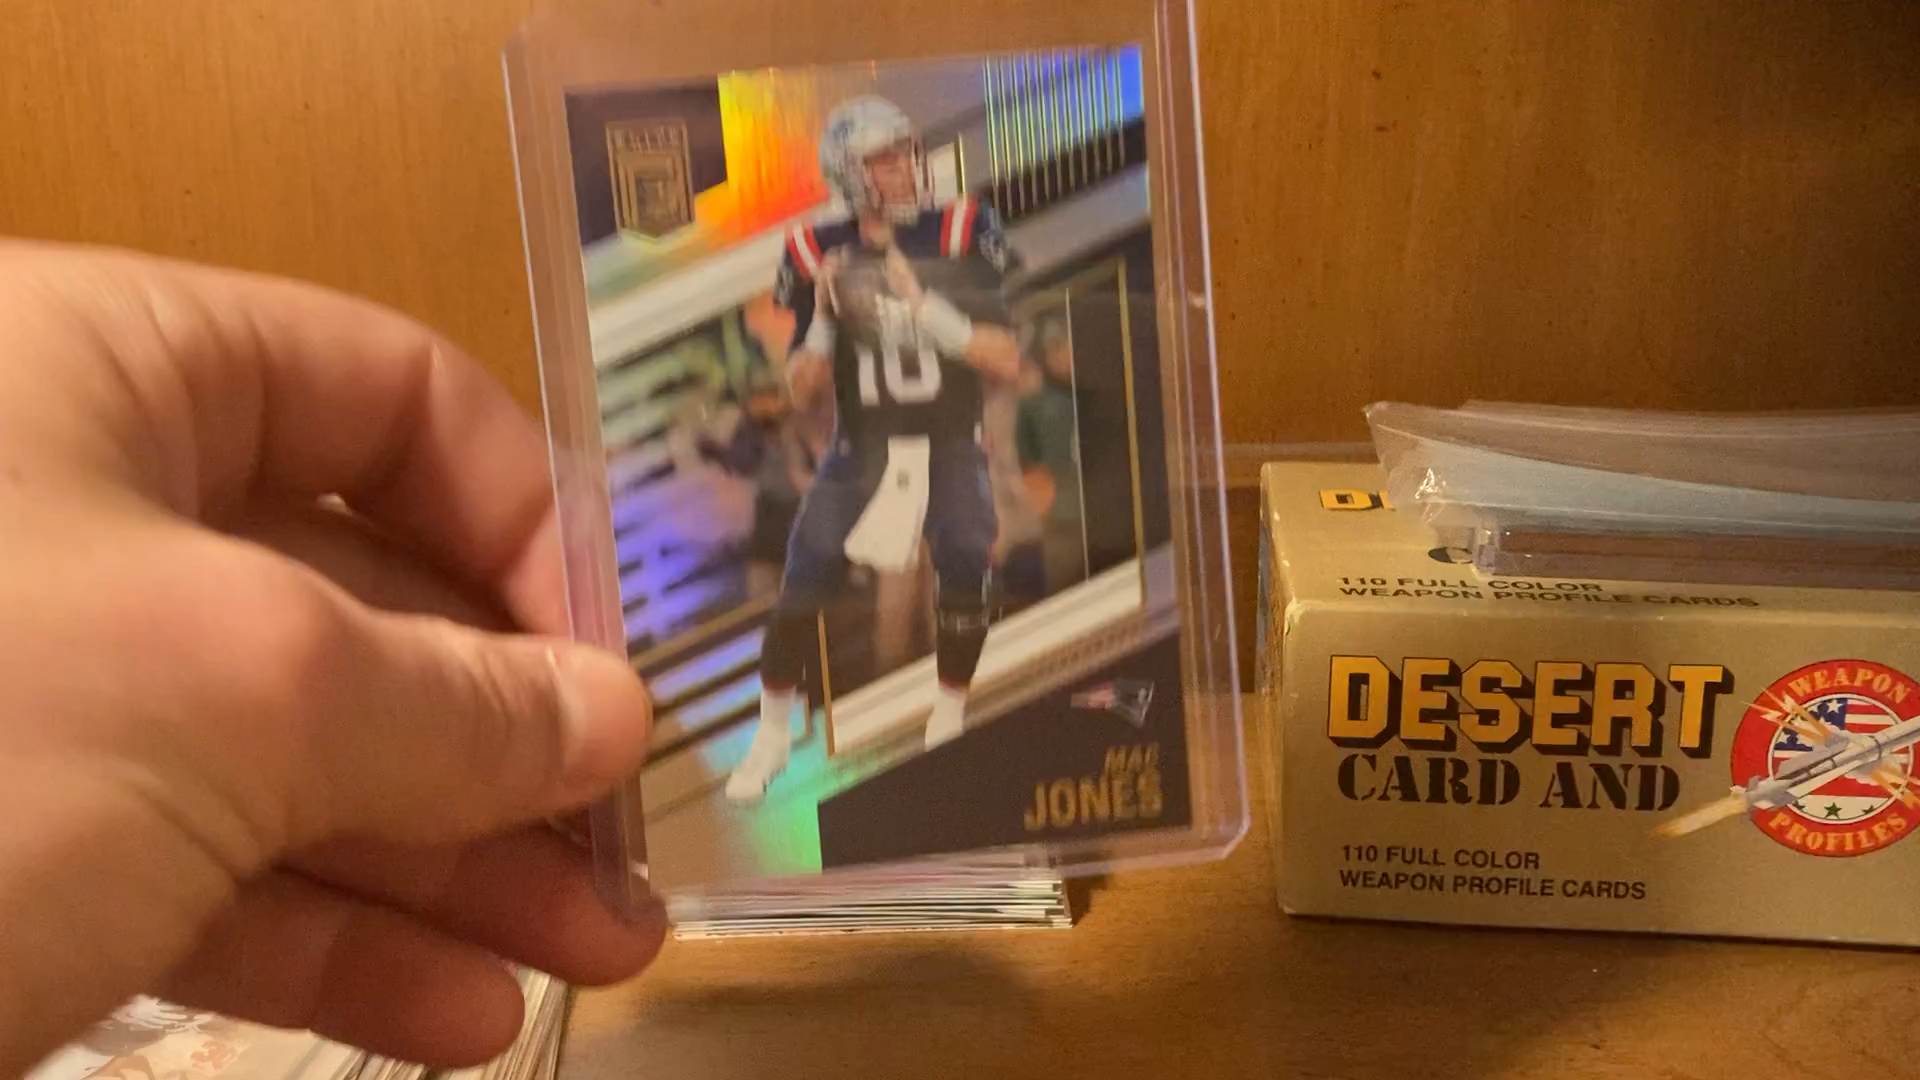 10
MAC
JONES
110 FULL COLOR
WEAPON PROFILE CARDS
DESERT
CARD AND
WEAPON
PROFILES
110 FULL COLOR
WEAPON PROFILE CARDS